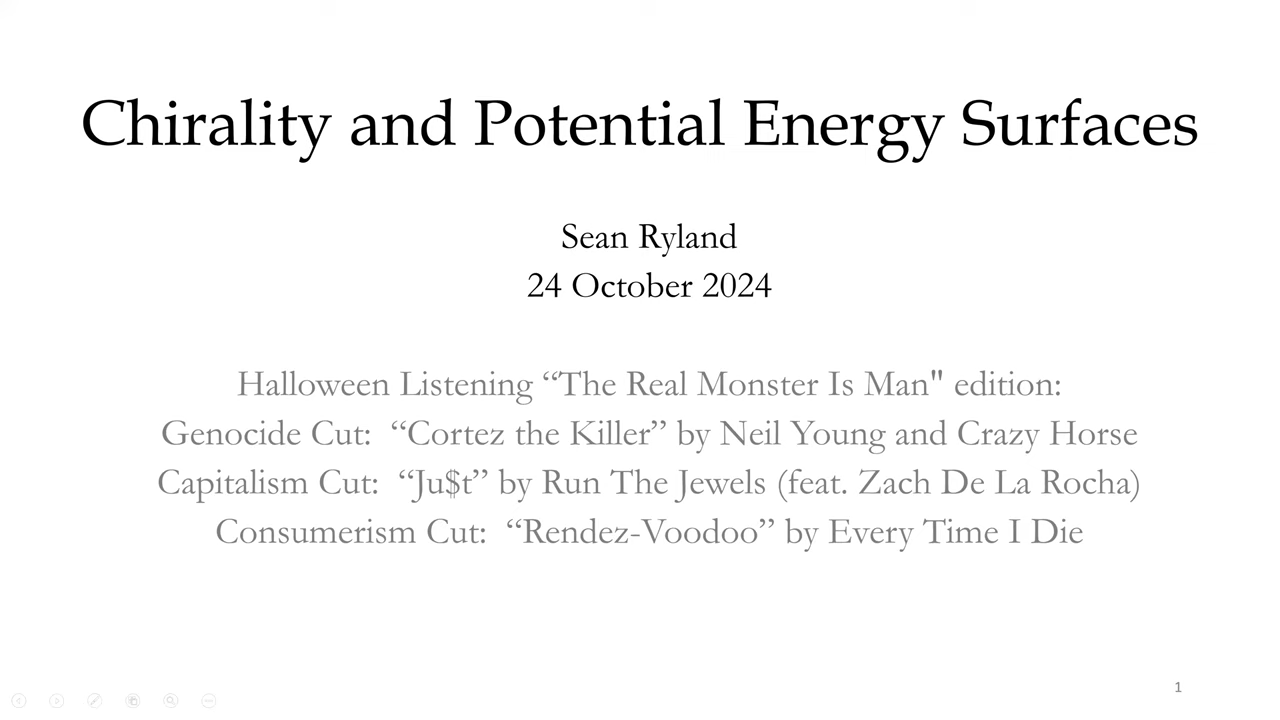 Chirality and Potential Energy Surfaces
Sean Ryland
24 October 2024
Halloween Listening “The Real Monster Is Man" edition:
Genocide Cut:  “Cortez the Killer” by Neil Young and Crazy Horse
Capitalism Cut:  “Ju$t” by Run The Jewels (feat. Zach De La Rocha)
Consumerism Cut:  “Rendez-Voodoo” by Every Time I Die
1